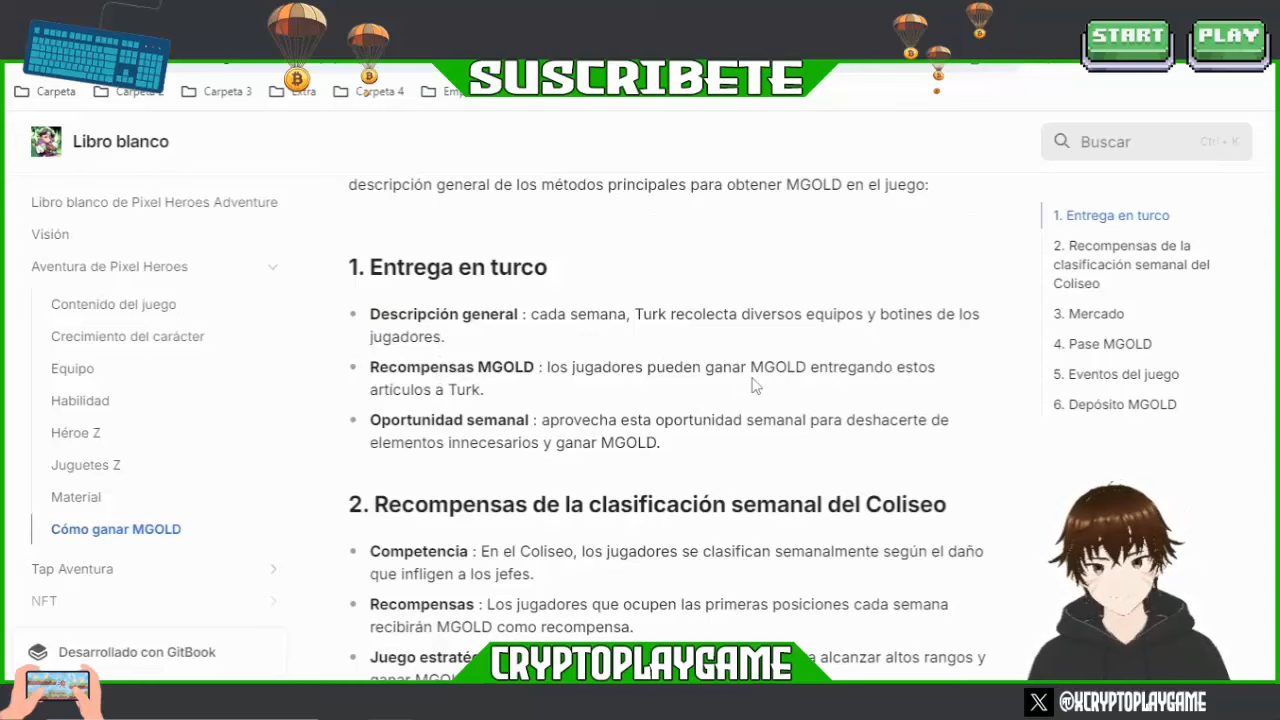 START
PLAY
SUSCRIBETE
Carpeta
Carpeta 2
Carpeta 3
Extra
Carpeta 4
Libro blanco
Buscar
Ctrl + K
descripción general de los métodos principales para obtener MGOLD en el juego:
Libro blanco de Pixel Heroes Adventure
Visión
Aventura de Pixel Heroes
Contenido del juego
Crecimiento del carácter
Equipo
Habilidad
Héroe Z
Juguetes Z
Material
Cómo ganar MGOLD
Tap Aventura
NFT
Desarrollado con GitBook
1. Entrega en turco
Descripción general : cada semana, Turk recolecta diversos equipos y botines de los
jugadores.
Recompensas MGOLD : los jugadores pueden ganar MGOLD entregando estos
artículos a Turk.
Oportunidad semanal : aprovecha esta oportunidad semanal para deshacerte de
elementos innecesarios y ganar MGOLD.
2. Recompensas de la clasificación semanal del Coliseo
Competencia : En el Coliseo, los jugadores se clasifican semanalmente según el daño
que infligen a los jefes.
Recompensas : Los jugadores que ocupen las primeras posiciones cada semana
recibirán MGOLD como recompensa.
Juego a alcanzar altos rangos y
1. Entrega en turco
2. Recompensas de la
clasificación semanal del
Coliseo
3. Mercado
4. Pase MGOLD
5. Eventos del juego
6. Depósito MGOLD
CRYPTOPLAYGAME
@XCRYPTOPLAYGAME